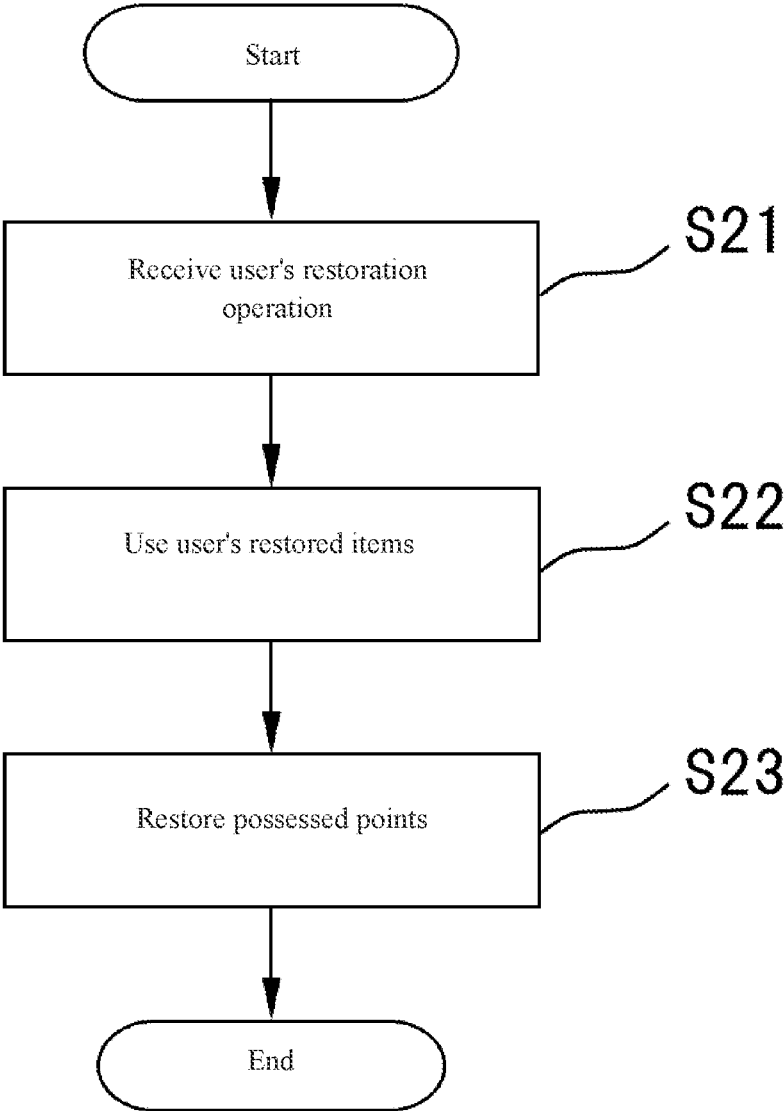 Start
Receive user's restoration
operation
S21
Use user's restored items
S22
Restore possessed points
S23
End